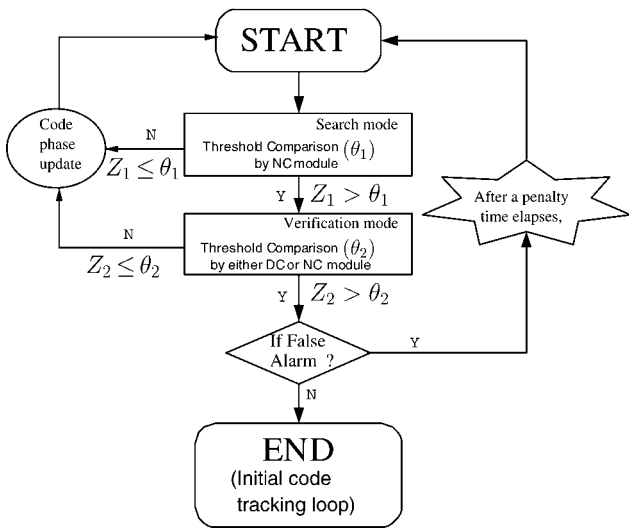 START
Code
phase
update
N
Z₁ ≤ θ₁
Search mode
Threshold Comparison (θ₁)
by NC module
Y
Z₁ > θ₁
Verification mode
Threshold Comparison (θ₂)
by either DC or NC module
N
Z₂ ≤ θ₂
Y
Z₂ > θ₂
After a penalty
time elapses,
If False
Alarm ?
Y
N
END
(Initial code
tracking loop)